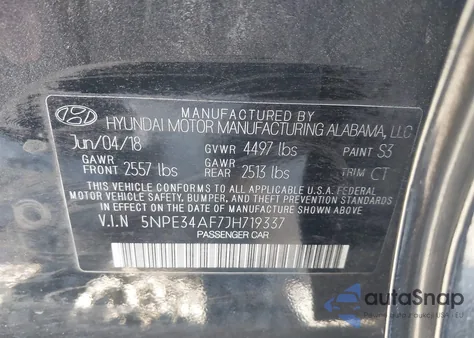 MANUFACTURED BY
HYUNDAI MOTOR MANUFACTURING ALABAMA, LLC
Jun/04/18 GVWR 4497 lbs PAINT S3
GAWR FRONT 2557 lbs GAWR REAR 2513 lbs TRIM CT
THIS VEHICLE CONFORMS TO ALL APPLICABLE U.S. FEDERAL
MOTOR VEHICLE SAFETY, BUMPER, AND THEFT PREVENTION
STANDARDS IN EFFECT ON THE DATE OF MANUFACTURE SHOWN ABOVE.
V.I.N 5NPE34AF7JH719337
PASSENGER CAR
autoSnap